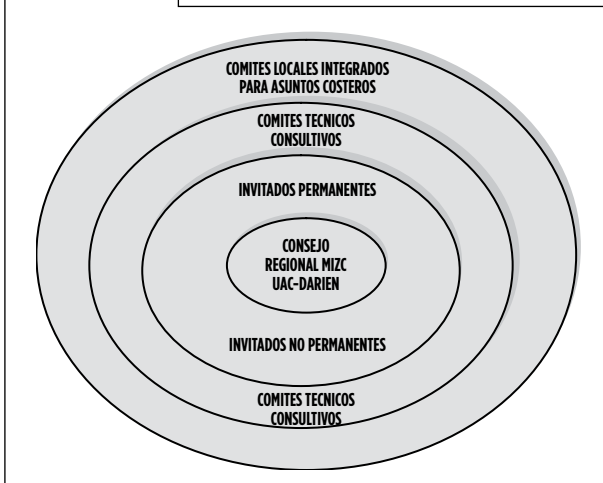 COMITES LOCALES INTEGRADOS
PARA ASUNTOS COSTEROS
COMITES TECNICOS
CONSULTIVOS
INVITADOS PERMANENTES
CONSEJO
REGIONAL MIZC
UAC-DARIEN
INVITADOS NO PERMANENTES
COMITES TECNICOS
CONSULTIVOS